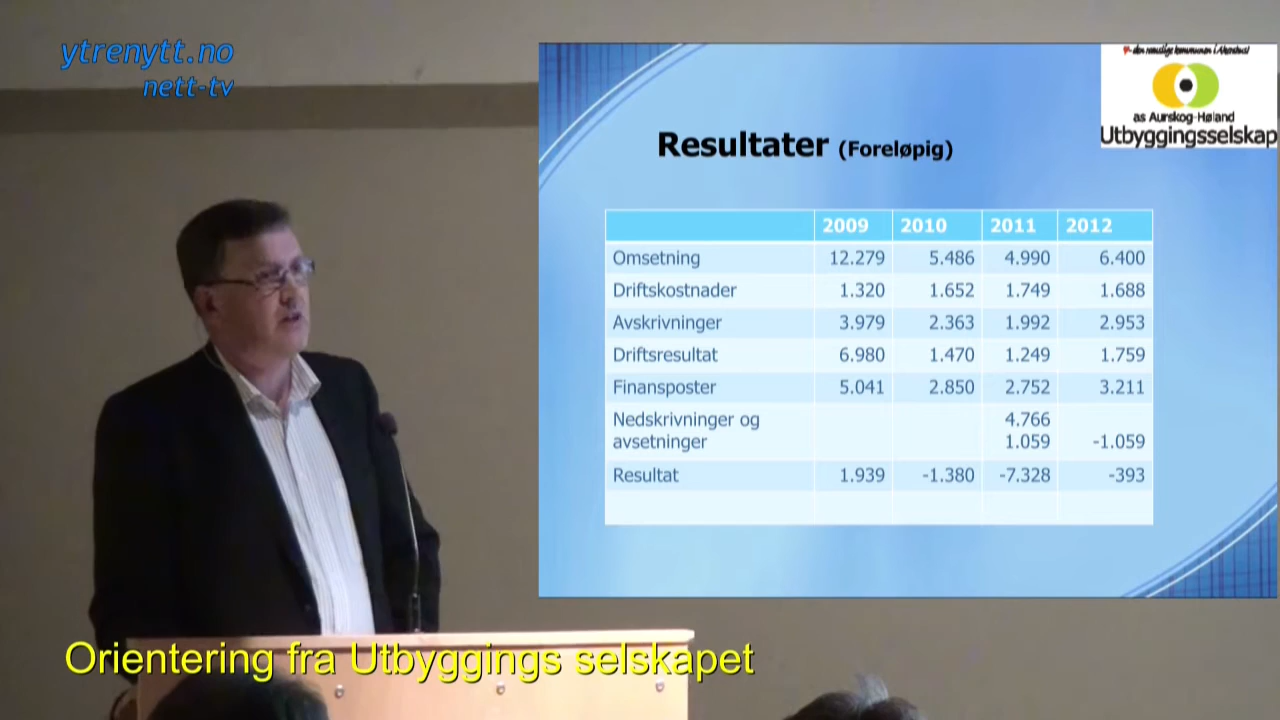 ytrenytt.no
nett-tv
den naturlige kommunen i Akershus!
as Aurskog-Høland
Utbyggingsselskap
Resultater (Foreløpig)
2009 2010 2011 2012
Omsetning 12.279 5.486 4.990 6.400
Driftskostnader 1.320 1.652 1.749 1.688
Avskrivninger 3.979 2.363 1.992 2.953
Driftsresultat 6.980 1.470 1.249 1.759
Finansposter 5.041 2.850 2.752 3.211
Nedskrivninger og 4.766
avsetninger 1.059 -1.059
Resultat 1.939 -1.380 -7.328 -393
Orientering fra Utbyggings selskapet